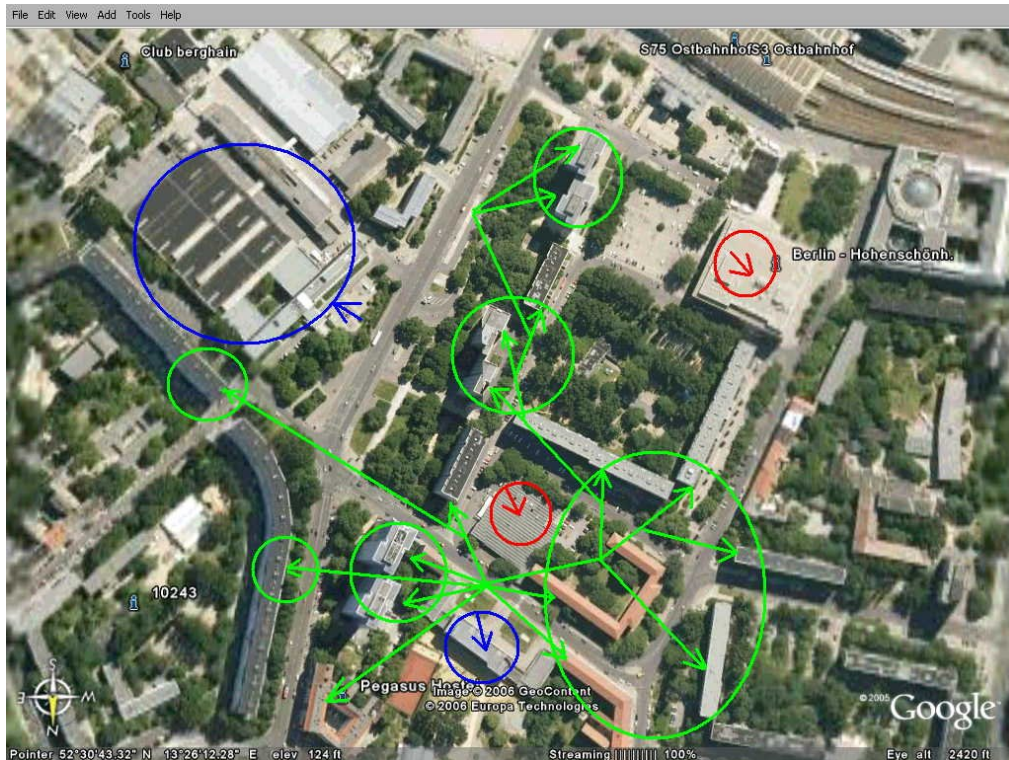 File Edit View Add Tools Help
Club berghain
S75 OstbahnhofS3 Ostbahnhof
Berlin - Hohenschönh.
10243
Pegasus Hostel
Image © 2006 GeoContent
© 2006 Europa Technologies
© 2005 Google
S
E W
N
Pointer 52°30'43.32" N 13°26'12.28" E elev 124 ft Streaming |||||||||| 100% Eye alt 2420 ft